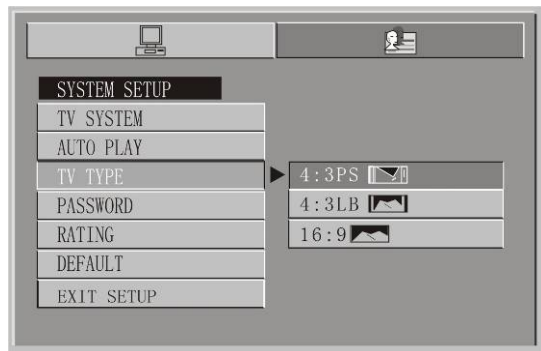 SYSTEM SETUP
TV SYSTEM
AUTO PLAY
TV TYPE
4:3PS
PASSWORD
4:3LB
RATING
16:9
DEFAULT
EXIT SETUP